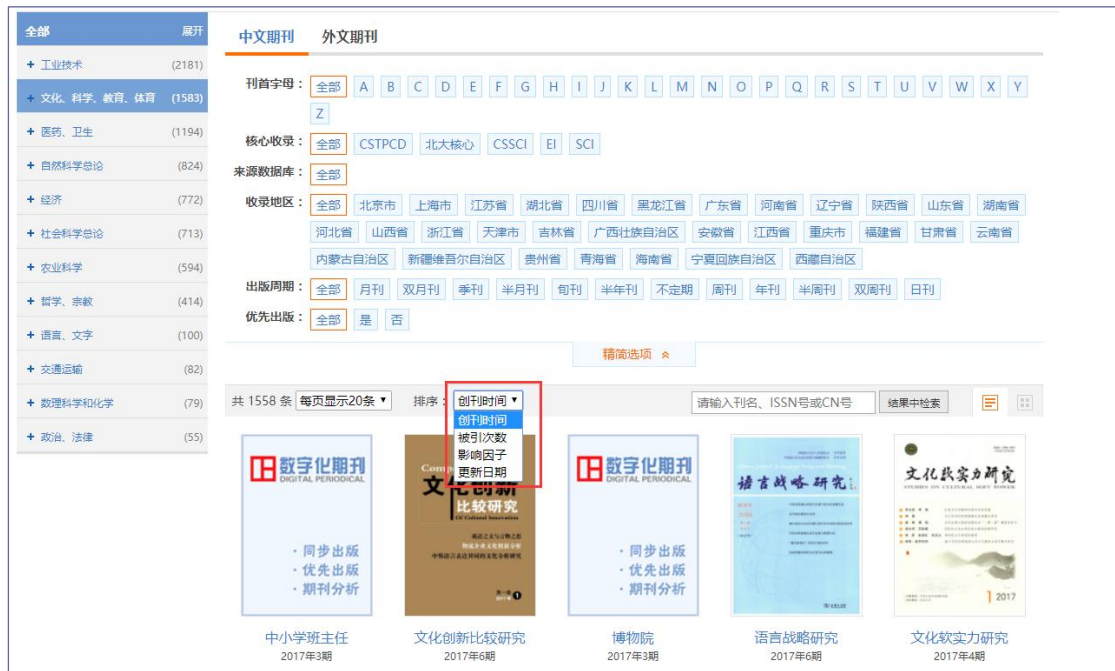 全部 展开
+ 工业技术 (2181)
+ 文化、科学、教育、体育 (1583)
+ 医药、卫生 (1194)
+ 自然科学总论 (824)
+ 经济 (772)
+ 社会科学总论 (713)
+ 农业科学 (594)
+ 哲学、宗教 (414)
+ 语言、文字 (100)
+ 交通运输 (82)
+ 数理科学和化学 (79)
+ 政治、法律 (55)
中文期刊 外文期刊
刊首字母： 全部 A B C D E F G H I J K L M N O P Q R S T U V W X Y
Z
核心收录： 全部 CSTPCD 北大核心 CSSCI EI SCI
来源数据库： 全部
收录地区： 全部 北京市 上海市 江苏省 湖北省 四川省 黑龙江省 广东省 河南省 辽宁省 陕西省 山东省 湖南省
河北省 山西省 浙江省 天津市 吉林省 广西壮族自治区 安徽省 江西省 重庆市 福建省 甘肃省 云南省
内蒙古自治区 新疆维吾尔自治区 贵州省 青海省 海南省 宁夏回族自治区 西藏自治区
出版周期： 全部 月刊 双月刊 季刊 半月刊 旬刊 半年刊 不定期 周刊 年刊 半周刊 双周刊 日刊
优先出版： 全部 是 否
精简选项
共 1558 条 每页显示20条 排序： 创刊时间 请输入刊名、ISSN号或CN号 结果中检索
创刊时间
被引次数
影响因子
更新日期
数字化期刊
DIGITAL PERIODICAL
·同步出版
·优先出版
·期刊分析
文化创新
比较研究
Of Cultural Innovation
数字化期刊
DIGITAL PERIODICAL
·同步出版
·优先出版
·期刊分析
语言战略研究
文化软实力研究
STUDIES ON CULTURAL SOFT POWER
1 2017
中小学班主任 文化创新比较研究 博物院 语言战略研究 文化软实力研究
2017年3期 2017年6期 2017年3期 2017年6期 2017年4期